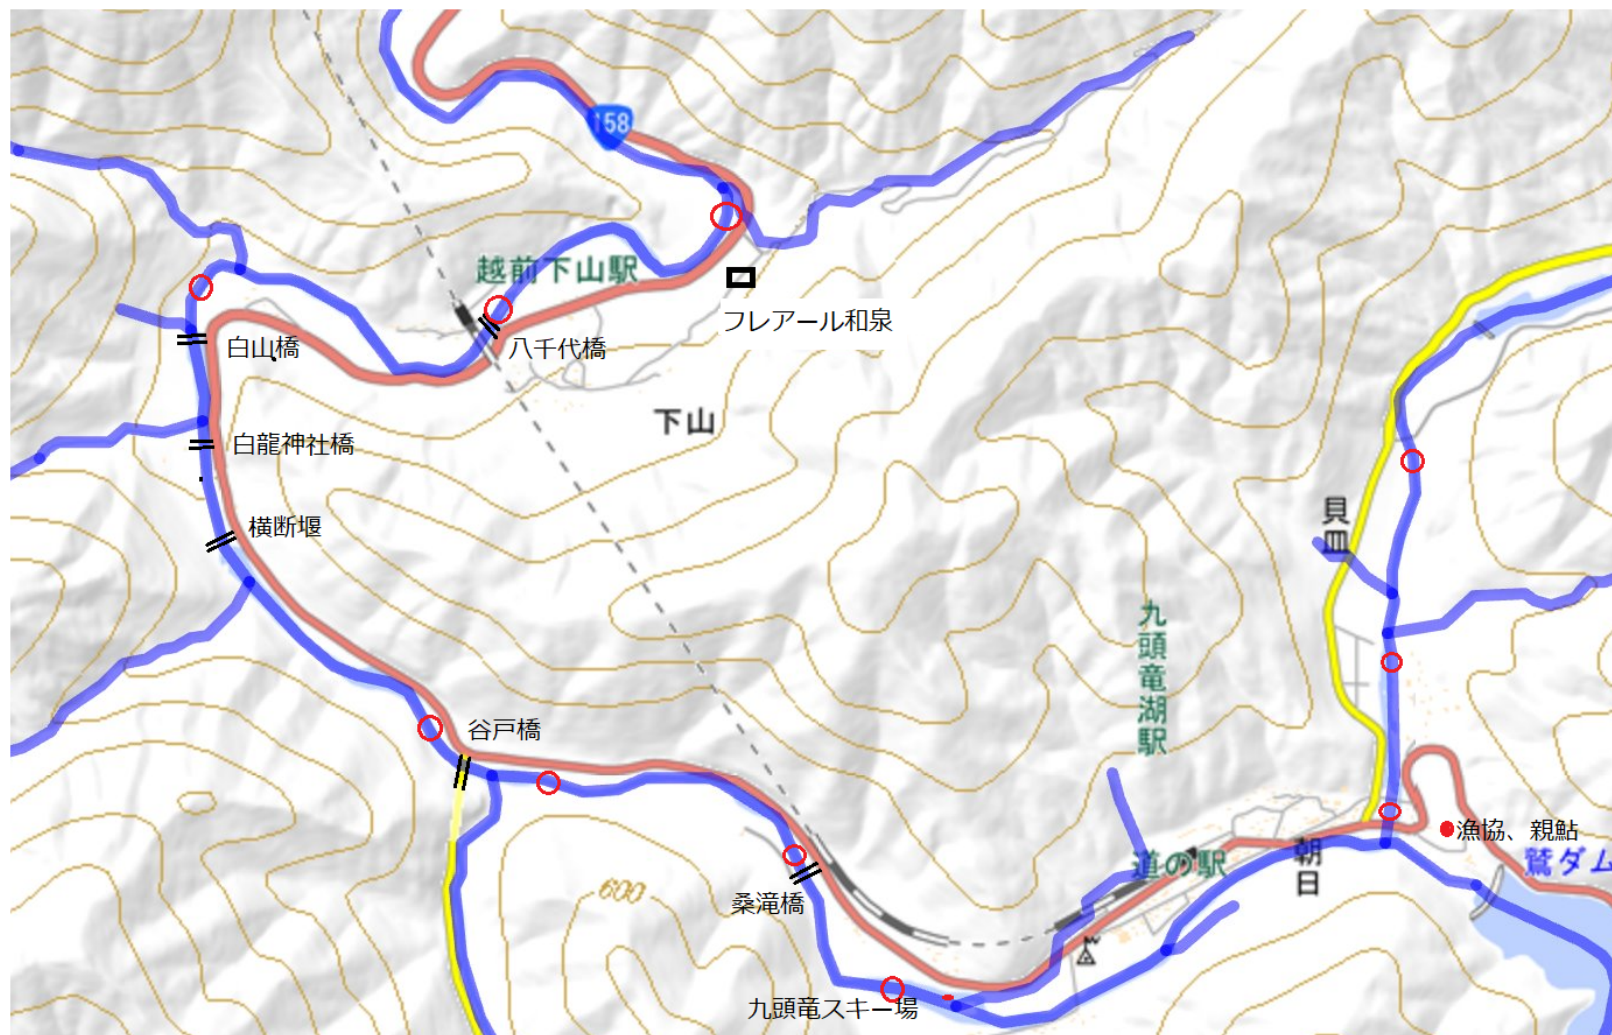 158
越前下山駅
フレアール和泉
白山橋
八千代橋
下山
白龍神社橋
横断堰
貝皿
九頭竜湖駅
谷戸橋
漁協、親鮎
鷲ダム
道の駅
朝日
600
桑滝橋
九頭竜スキー場